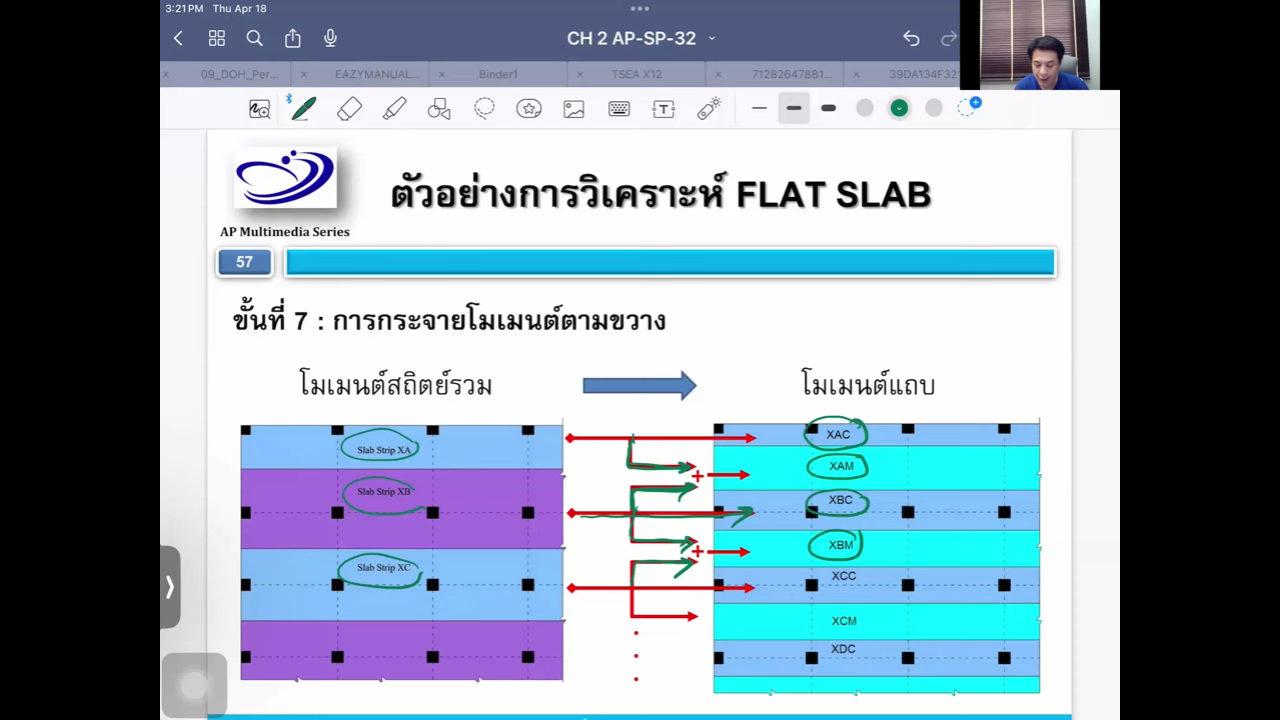 3:21 PM Thu Apr 18
CH 2 AP-SP-32
09_DOH_Per...
EAZYMANUAL...
Binder1
TSEA X12
71282647881...
39DA134F321
ตัวอย่างการวิเคราะห์ FLAT SLAB
AP Multimedia Series
57
ขั้นที่ 7 : การกระจายโมเมนต์ตามขวาง
โมเมนต์สถิตย์รวม
โมเมนต์แถบ
Slab Strip XA
Slab Strip XB
Slab Strip XC
+
+
XAC
XAM
XBC
XBM
XCC
XCM
XDC